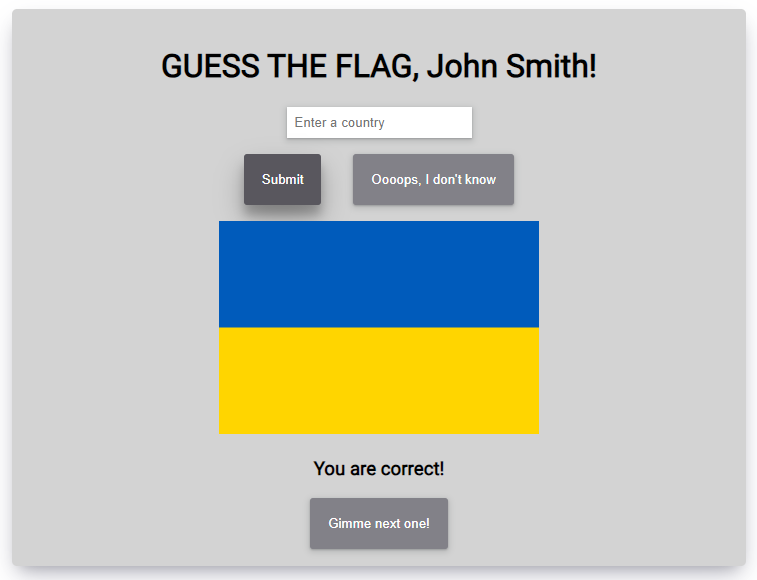 GUESS THE FLAG, John Smith!
Enter a country
Submit
Oooops, I don't know
You are correct!
Gimme next one!